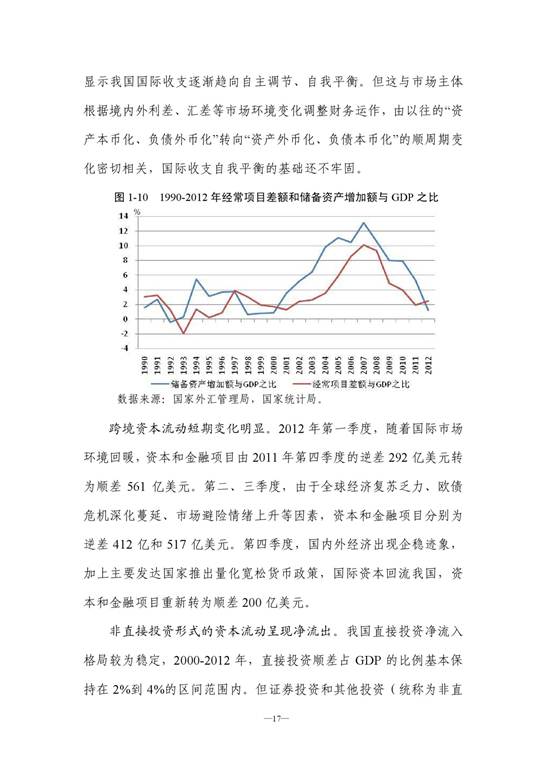 显示我国国际收支逐渐趋向自主调节、自我平衡。但这与市场主体
根据境内外利差、汇差等市场环境变化调整财务运作，由以往的“资
产本币化、负债外币化”转向“资产外币化、负债本币化”的顺周期变
化密切相关，国际收支自我平衡的基础还不牢固。
图 1-10 1990-2012 年经常项目差额和储备资产增加额与 GDP 之比
%
14
12
10
8
6
4
2
0
-2
-4
1990 1991 1992 1993 1994 1995 1996 1997 1998 1999 2000 2001 2002 2003 2004 2005 2006 2007 2008 2009 2010 2011 2012
储备资产增加额与GDP之比 经常项目差额与GDP之比
数据来源：国家外汇管理局，国家统计局。
跨境资本流动短期变化明显。2012 年第一季度，随着国际市场
环境回暖，资本和金融项目由 2011 年第四季度的逆差 292 亿美元转
为顺差 561 亿美元。第二、三季度，由于全球经济复苏乏力、欧债
危机深化蔓延、市场避险情绪上升等因素，资本和金融项目分别为
逆差 412 亿和 517 亿美元。第四季度，国内外经济出现企稳迹象，
加上主要发达国家推出量化宽松货币政策，国际资本回流我国，资
本和金融项目重新转为顺差 200 亿美元。
非直接投资形式的资本流动呈现净流出。我国直接投资净流入
格局较为稳定，2000-2012 年，直接投资顺差占 GDP 的比例基本保
持在 2%到 4%的区间范围内。但证券投资和其他投资（统称为非直
—17—